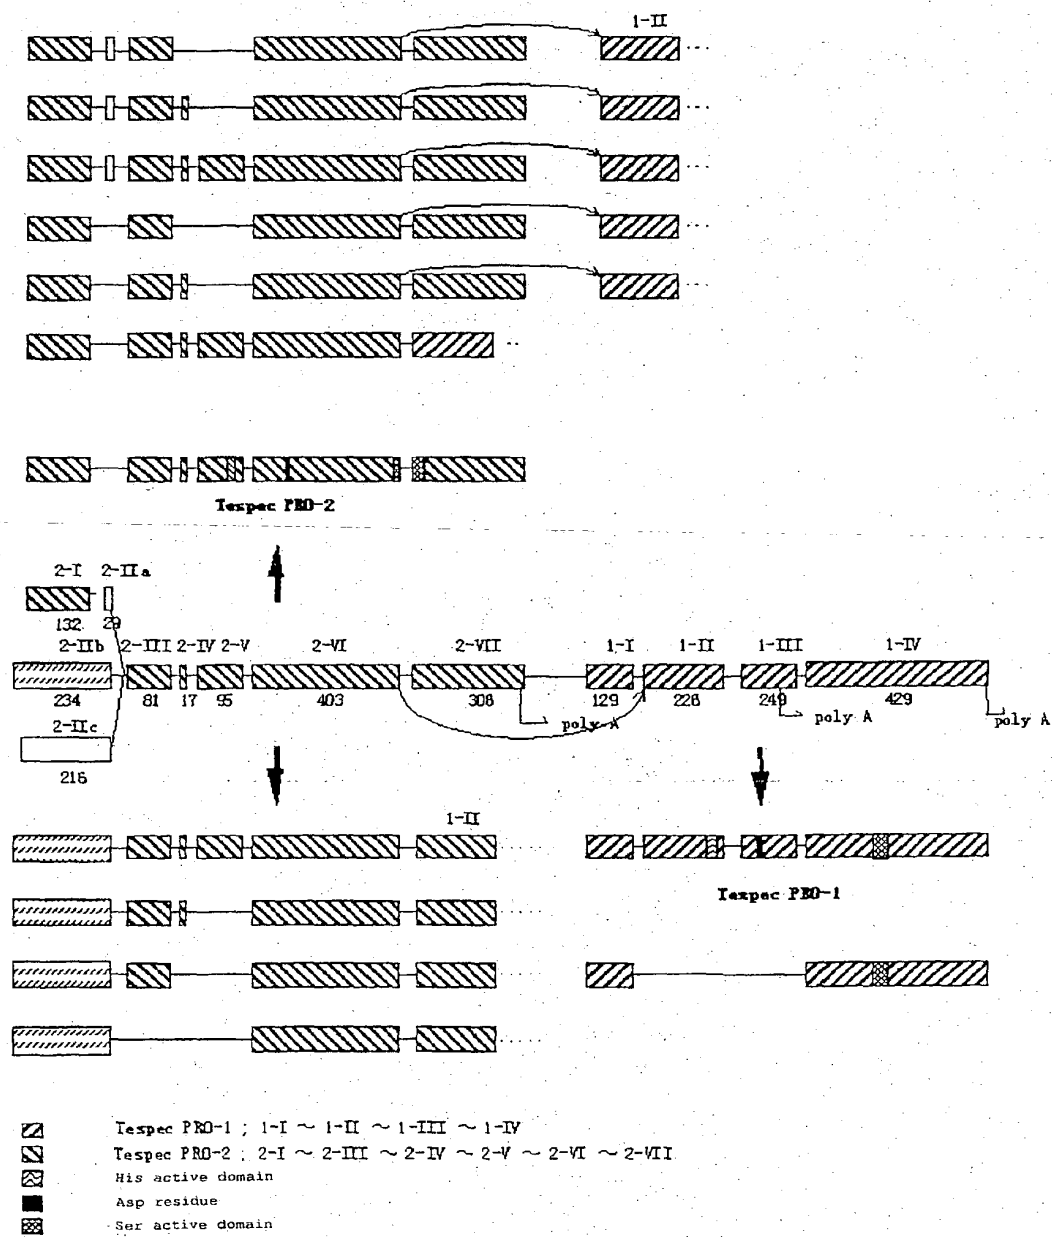 1-II
Texpec PRO-2
2-I 2-IIa
132 29
2-IIb 2-III 2-IV 2-V 2-VI 2-VII 1-I 1-II 1-III 1-IV
234 81 17 95 403 308 129 228 249 429
poly A poly A poly A
2-IIc
216
1-II
Texpec PRO-1
Tespec PRO-1 ; 1-I ～ 1-II ～ 1-III ～ 1-IV
Tespec PRO-2 ; 2-I ～ 2-III ～ 2-IV ～ 2-V ～ 2-VI ～ 2-VII
His active domain
Asp residue
Ser active domain